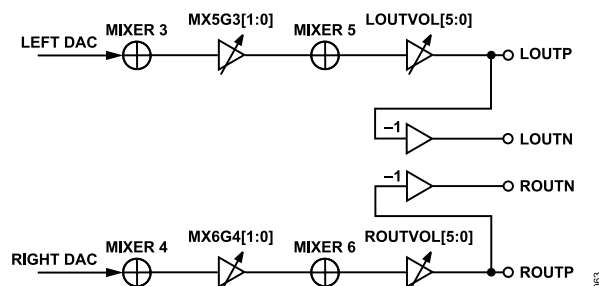 MIXER 3 MX5G3[1:0] MIXER 5 LOUTVOL[5:0]
LEFT DAC LOUTP
–1 LOUTN
–1 ROUTN
MIXER 4 MX6G4[1:0] MIXER 6 ROUTVOL[5:0]
RIGHT DAC ROUTP